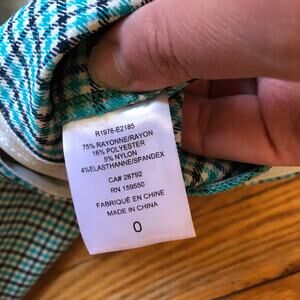 R1976-E2185
75% RAYONNE/RAYON
16% POLYESTER
5% NYLON
4%ELASTHANNE/SPANDEX
CA# 28792
RN 159550
FABRIQUÉ EN CHINE
MADE IN CHINA
0